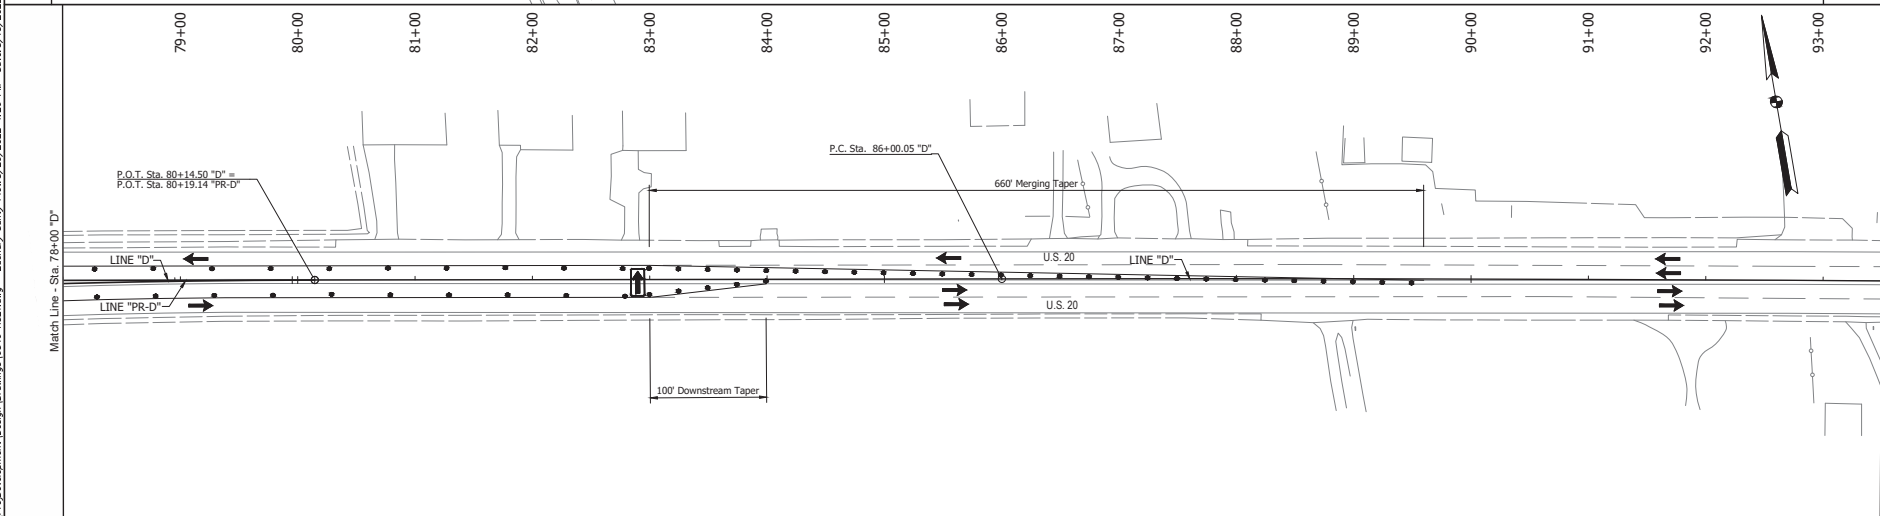 79+00
80+00
81+00
82+00
83+00
84+00
85+00
86+00
87+00
88+00
89+00
90+00
91+00
92+00
93+00
P.C. Sta. 86+00.05 "D"
P.O.T. Sta. 80+14.50 "D" =
P.O.T. Sta. 80+19.14 "PR-D"
660' Merging Taper
Match Line - Sta. 78+00 "D"
LINE "D"
U.S. 20
LINE "D"
LINE "PR-D"
U.S. 20
100' Downstream Taper